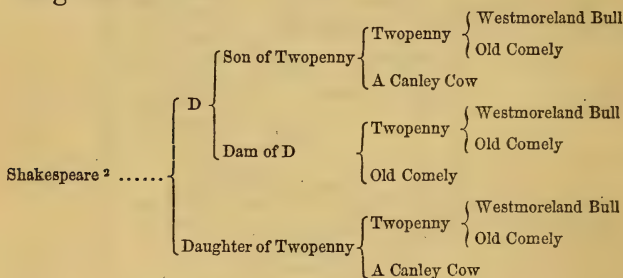 Westmoreland Bull
Twopenny
Old Comely
Son of Twopenny
A Canley Cow
D
Westmoreland Bull
Twopenny
Old Comely
Dam of D
Old Comely
Shakespeare ² ......
Westmoreland Bull
Twopenny
Old Comely
Daughter of Twopenny
A Canley Cow